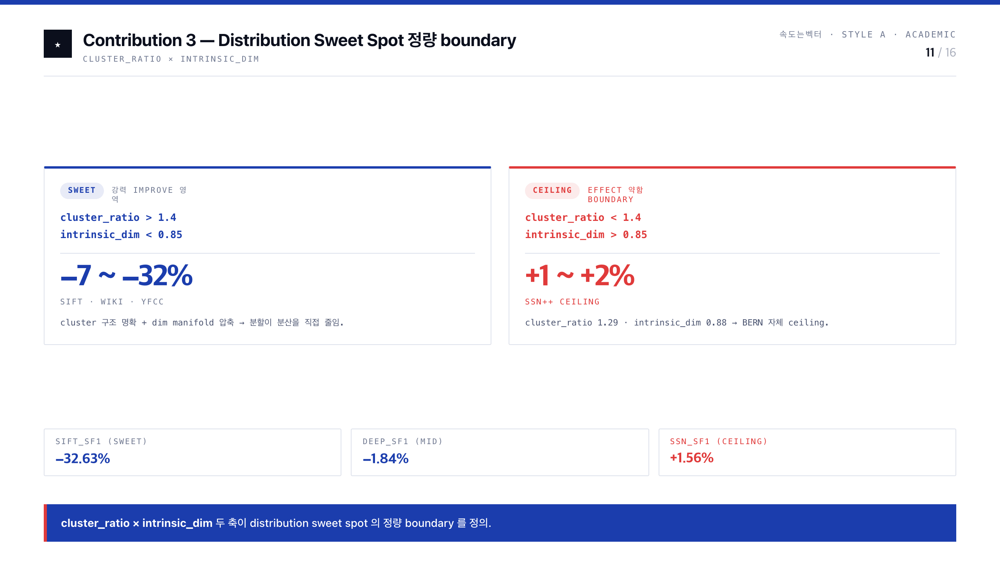 ★
Contribution 3 — Distribution Sweet Spot 정량 boundary
CLUSTER_RATIO × INTRINSIC_DIM
속도는벡터 · STYLE A · ACADEMIC
11 / 16
SWEET
강력 IMPROVE 영
역
cluster_ratio > 1.4
intrinsic_dim < 0.85
–7 ~ –32%
SIFT · WIKI · YFCC
cluster 구조 명확 + dim manifold 압축 → 분할이 분산을 직접 줄임.
CEILING
EFFECT 약함
BOUNDARY
cluster_ratio < 1.4
intrinsic_dim > 0.85
+1 ~ +2%
SSN++ CEILING
cluster_ratio 1.29 · intrinsic_dim 0.88 → BERN 자체 ceiling.
SIFT_SF1 (SWEET)
–32.63%
DEEP_SF1 (MID)
–1.84%
SSN_SF1 (CEILING)
+1.56%
cluster_ratio × intrinsic_dim 두 축이 distribution sweet spot 의 정량 boundary 를 정의.